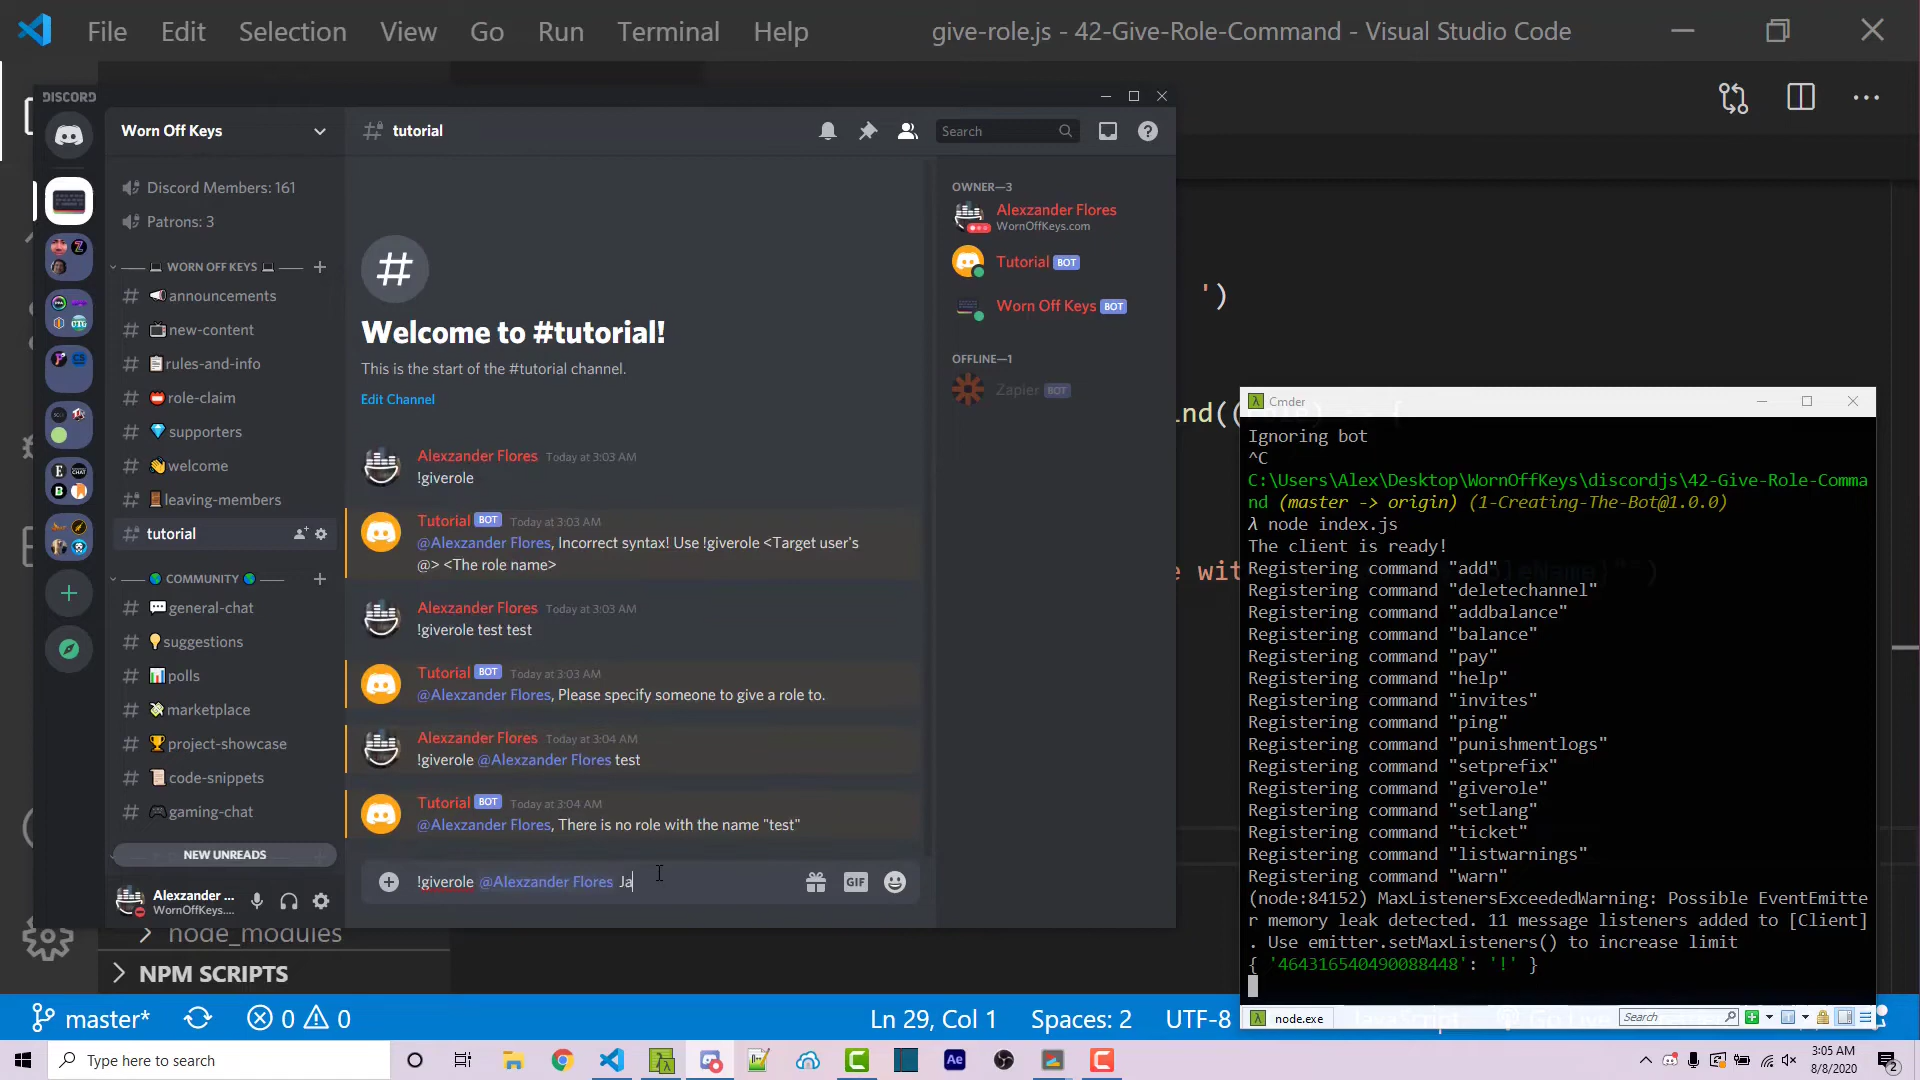 File Edit Selection View Go Run Terminal Help
give-role.js - 42-Give-Role-Command - Visual Studio Code
DISCORD
Worn Off Keys
tutorial
Search
Discord Members: 161
Patrons: 3
WORN OFF KEYS
announcements
new-content
rules-and-info
role-claim
supporters
welcome
leaving-members
tutorial
COMMUNITY
general-chat
suggestions
polls
marketplace
project-showcase
code-snippets
gaming-chat
NEW UNREADS
Alexzander ...
WornOffKeys....
Welcome to #tutorial!
This is the start of the #tutorial channel.
Edit Channel
Alexzander Flores Today at 3:03 AM
!giverole
Tutorial BOT Today at 3:03 AM
@Alexzander Flores, Incorrect syntax! Use !giverole <Target user's
@> <The role name>
Alexzander Flores Today at 3:03 AM
!giverole test test
Tutorial BOT Today at 3:03 AM
@Alexzander Flores, Please specify someone to give a role to.
Alexzander Flores Today at 3:04 AM
!giverole @Alexzander Flores test
Tutorial BOT Today at 3:04 AM
@Alexzander Flores, There is no role with the name "test"
!giverole @Alexzander Flores Ja
GIF
OWNER—3
Alexzander Flores
WornOffKeys.com
Tutorial BOT
Worn Off Keys BOT
OFFLINE—1
Zapier BOT
')
Cmder
Ignoring bot
^C
C:\Users\Alex\Desktop\WornOffKeys\discordjs\42-Give-Role-Comma
nd (master -> origin) (1-Creating-The-Bot@1.0.0)
λ node index.js
The client is ready!
Registering command "add"
Registering command "deletechannel"
Registering command "addbalance"
Registering command "balance"
Registering command "pay"
Registering command "help"
Registering command "invites"
Registering command "ping"
Registering command "punishmentlogs"
Registering command "setprefix"
Registering command "giverole"
Registering command "setlang"
Registering command "ticket"
Registering command "listwarnings"
Registering command "warn"
(node:84152) MaxListenersExceededWarning: Possible EventEmitte
r memory leak detected. 11 message listeners added to [Client]
. Use emitter.setMaxListeners() to increase limit
{ '464316540490088448': '!' }
node.exe
Search
node_modules
NPM SCRIPTS
master* 0 0
Ln 29, Col 1 Spaces: 2 UTF-8
Type here to search
3:05 AM
8/8/2020